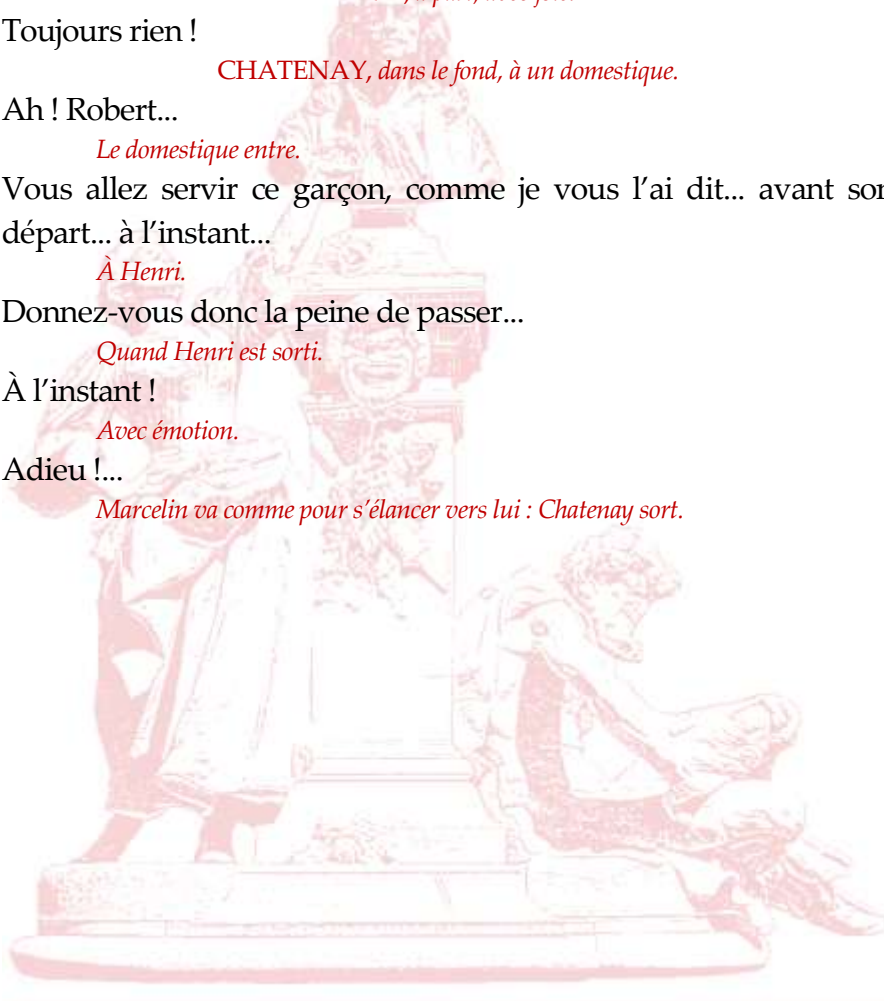 à part,
Toujours rien !
CHATENAY, dans le fond, à un domestique.
Ah ! Robert...
Le domestique entre.
Vous allez servir ce garçon, comme je vous l’ai dit... avant
départ... à l’instant...
À Henri.
Donnez-vous donc la peine de passer...
Quand Henri est sorti.
À l’instant !
Avec émotion.
Adieu !...
Marcelin va comme pour s’élancer vers lui : Chatenay sort.